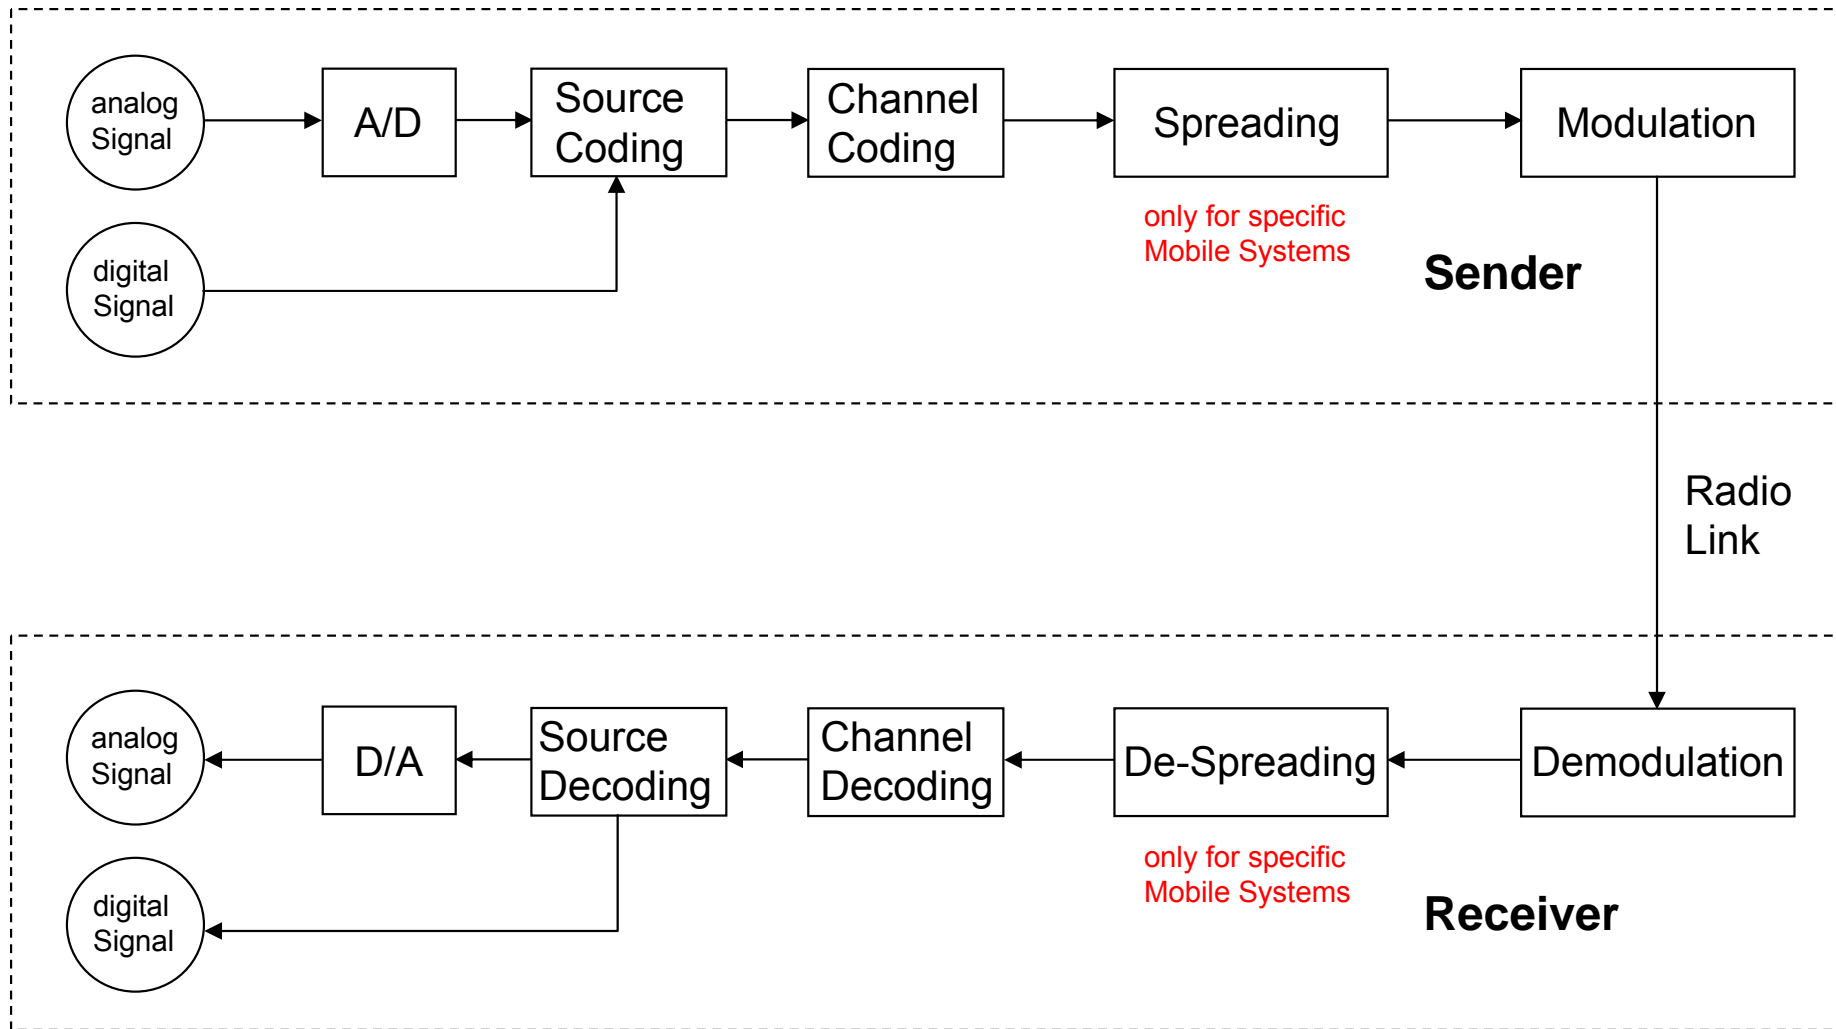 analog
Signal
A/D
Source
Coding
Channel
Coding
Spreading
Modulation
only for specific
Mobile Systems
digital
Signal
Sender
Radio
Link
analog
Signal
D/A
Source
Decoding
Channel
Decoding
De-Spreading
Demodulation
only for specific
Mobile Systems
digital
Signal
Receiver